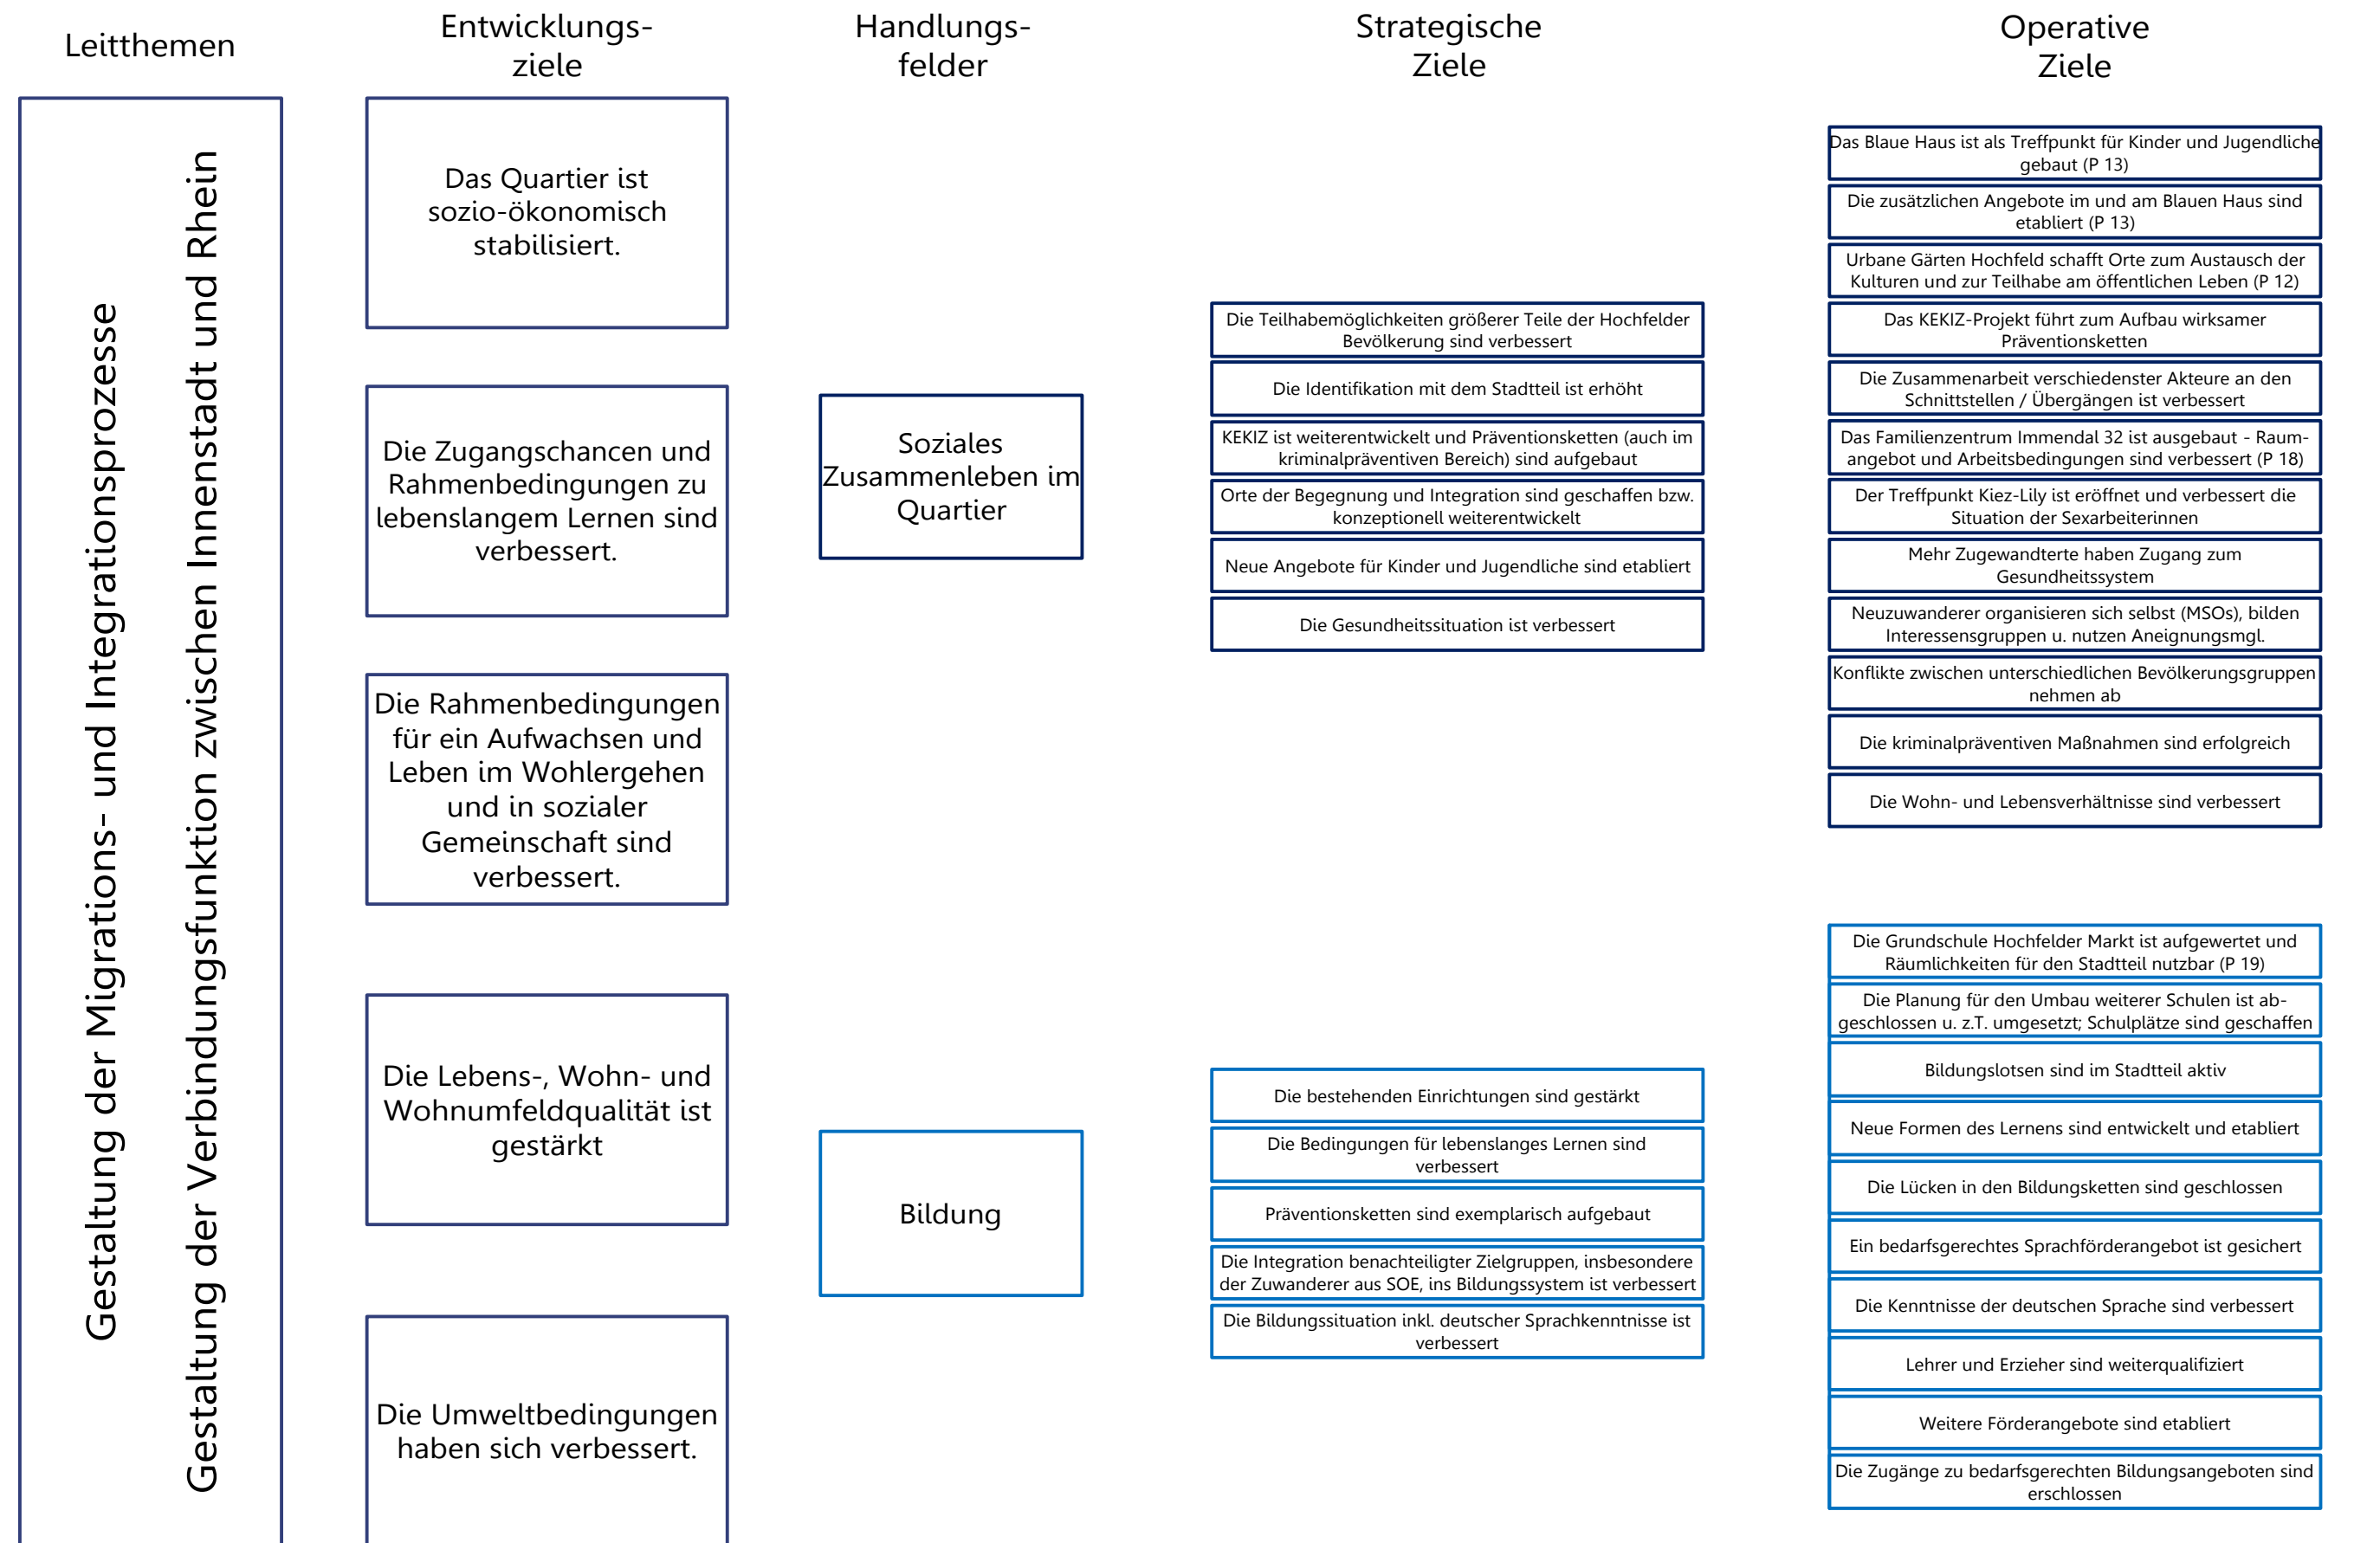 Leitthemen
Entwicklungs-
ziele
Handlungs-
felder
Strategische
Ziele
Operative
Ziele
Gestaltung der Migrations- und Integrationsprozesse
Gestaltung der Verbindungsfunktion zwischen Innenstadt und Rhein
Das Quartier ist
sozio-ökonomisch
stabilisiert.
Die Zugangschancen und
Rahmenbedingungen zu
lebenslangem Lernen sind
verbessert.
Die Rahmenbedingungen
für ein Aufwachsen und
Leben im Wohlergehen
und in sozialer
Gemeinschaft sind
verbessert.
Die Lebens-, Wohn- und
Wohnumfeldqualität ist
gestärkt
Die Umweltbedingungen
haben sich verbessert.
Soziales
Zusammenleben im
Quartier
Bildung
Die Teilhabemöglichkeiten größerer Teile der Hochfelder
Bevölkerung sind verbessert
Die Identifikation mit dem Stadtteil ist erhöht
KEKIZ ist weiterentwickelt und Präventionsketten (auch im
kriminalpräventiven Bereich) sind aufgebaut
Orte der Begegnung und Integration sind geschaffen bzw.
konzeptionell weiterentwickelt
Neue Angebote für Kinder und Jugendliche sind etabliert
Die Gesundheitssituation ist verbessert
Die bestehenden Einrichtungen sind gestärkt
Die Bedingungen für lebenslanges Lernen sind
verbessert
Präventionsketten sind exemplarisch aufgebaut
Die Integration benachteiligter Zielgruppen, insbesondere
der Zuwanderer aus SOE, ins Bildungssystem ist verbessert
Die Bildungssituation inkl. deutscher Sprachkenntnisse ist
verbessert
Das Blaue Haus ist als Treffpunkt für Kinder und Jugendliche
gebaut (P 13)
Die zusätzlichen Angebote im und am Blauen Haus sind
etabliert (P 13)
Urbane Gärten Hochfeld schafft Orte zum Austausch der
Kulturen und zur Teilhabe am öffentlichen Leben (P 12)
Das KEKIZ-Projekt führt zum Aufbau wirksamer
Präventionsketten
Die Zusammenarbeit verschiedenster Akteure an den
Schnittstellen / Übergängen ist verbessert
Das Familienzentrum Immendal 32 ist ausgebaut - Raum-
angebot und Arbeitsbedingungen sind verbessert (P 18)
Der Treffpunkt Kiez-Lily ist eröffnet und verbessert die
Situation der Sexarbeiterinnen
Mehr Zugewandterte haben Zugang zum
Gesundheitssystem
Neuzuwanderer organisieren sich selbst (MSOs), bilden
Interessensgruppen u. nutzen Aneignungsmgl.
Konflikte zwischen unterschiedlichen Bevölkerungsgruppen
nehmen ab
Die kriminalpräventiven Maßnahmen sind erfolgreich
Die Wohn- und Lebensverhältnisse sind verbessert
Die Grundschule Hochfelder Markt ist aufgewertet und
Räumlichkeiten für den Stadtteil nutzbar (P 19)
Die Planung für den Umbau weiterer Schulen ist ab-
geschlossen u. z.T. umgesetzt; Schulplätze sind geschaffen
Bildungslotsen sind im Stadtteil aktiv
Neue Formen des Lernens sind entwickelt und etabliert
Die Lücken in den Bildungsketten sind geschlossen
Ein bedarfsgerechtes Sprachförderangebot ist gesichert
Die Kenntnisse der deutschen Sprache sind verbessert
Lehrer und Erzieher sind weiterqualifiziert
Weitere Förderangebote sind etabliert
Die Zugänge zu bedarfsgerechten Bildungsangeboten sind
erschlossen